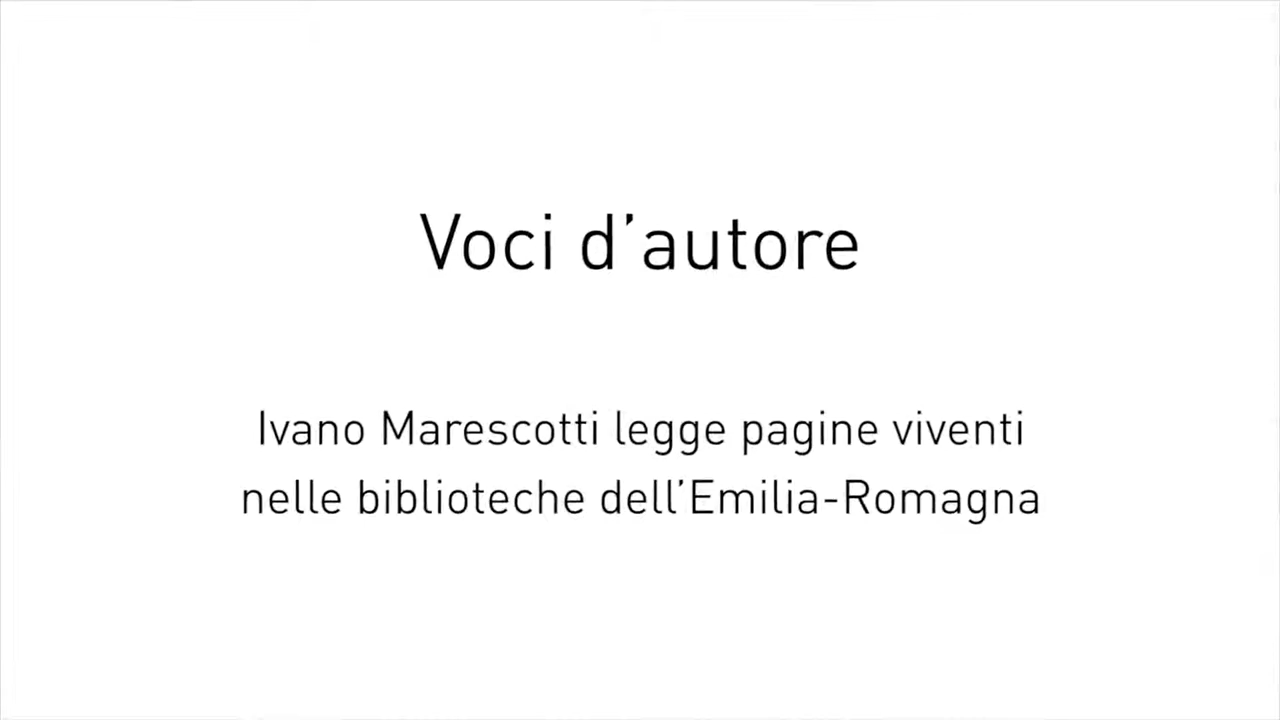 Voci d’autore
Ivano Marescotti legge pagine viventi
nelle biblioteche dell’Emilia-Romagna